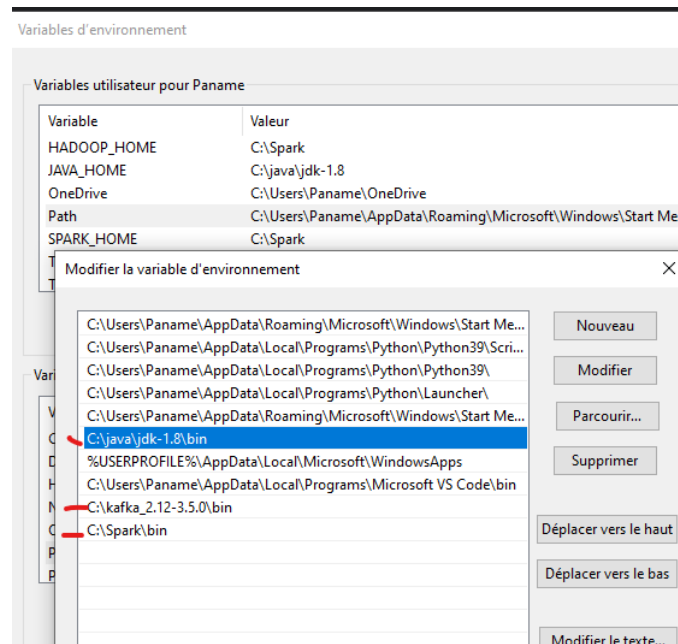 Variables d'environnement
Variables utilisateur pour Paname
Variable Valeur
HADOOP_HOME C:\Spark
JAVA_HOME C:\java\jdk-1.8
OneDrive C:\Users\Paname\OneDrive
Path C:\Users\Paname\AppData\Roaming\Microsoft\Windows\Start Me
SPARK_HOME C:\Spark
Modifier la variable d'environnement
C:\Users\Paname\AppData\Roaming\Microsoft\Windows\Start Me...
Nouveau
C:\Users\Paname\AppData\Local\Programs\Python\Python39\Scri...
C:\Users\Paname\AppData\Local\Programs\Python\Python39\
Modifier
C:\Users\Paname\AppData\Local\Programs\Python\Launcher\
C:\Users\Paname\AppData\Roaming\Microsoft\Windows\Start Me...
Parcourir...
C:\java\jdk-1.8\bin
%USERPROFILE%\AppData\Local\Microsoft\WindowsApps
Supprimer
C:\Users\Paname\AppData\Local\Programs\Microsoft VS Code\bin
C:\kafka_2.12-3.5.0\bin
C:\Spark\bin
Déplacer vers le haut
Déplacer vers le bas
Modifier le texte...